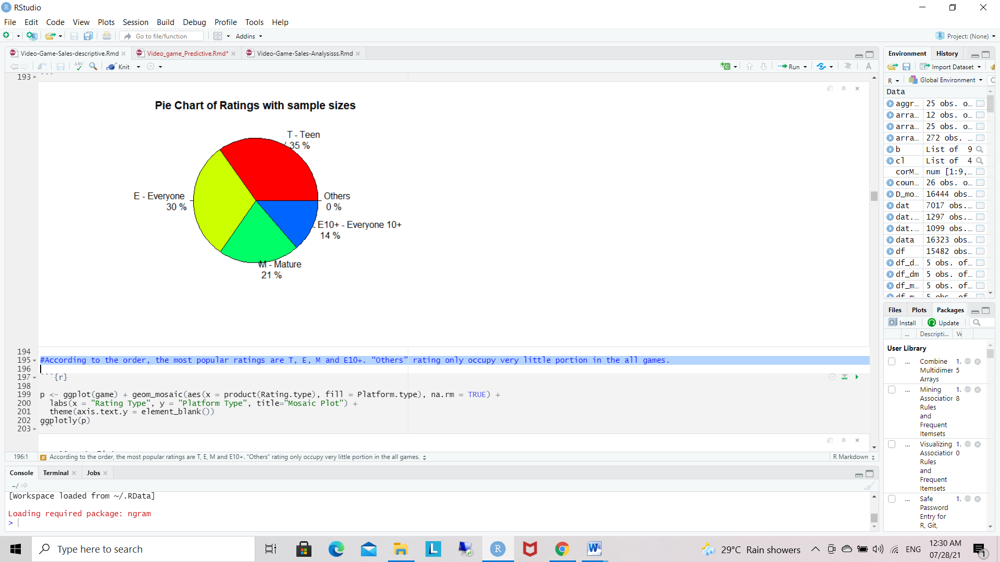 RStudio
File Edit Code View Plots Session Build Debug Profile Tools Help
Go to file/function Addins Project: (None)
Video-Game-Sales-descriptive.Rmd Video_game_Predictive.Rmd* Video-Game-Sales-Analysisss.Rmd
ABC Knit Run
193 ```
Pie Chart of Ratings with sample sizes
T - Teen
35 %
E - Everyone
30 %
Others
0 %
E10+ - Everyone 10+
14 %
M - Mature
21 %
194
195 #According to the order, the most popular ratings are T, E, M and E10+. “Others” rating only occupy very little portion in the all games.
196
197 ```{r}
198
199 p <- ggplot(game) + geom_mosaic(aes(x = product(Rating.type), fill = Platform.type), na.rm = TRUE) +
200 labs(x = "Rating Type", y = "Platform Type", title="Mosaic Plot") +
201 theme(axis.text.y = element_blank())
202 ggplotly(p)
203 ```
196:1 # According to the order, the most popular ratings are T, E, M and E10+. “Others” rating only occupy very little portion in the all games. R Markdown
Console Terminal Jobs
~/
[Workspace loaded from ~/.RData]
Loading required package: ngram
>
Environment History
Import Dataset
R Global Environment
Data
aggr… 25 obs. o…
arra… 12 obs. o…
arra… 25 obs. o…
arra… 272 obs. …
b List of 9
cl List of 4
corM… num [1:9,…
coun… 26 obs. o…
D_mo… 16444 obs…
dat 7017 obs.…
dat.… 1297 obs.…
dat.… 1099 obs.…
data 16323 obs…
df 15482 obs…
df_d… 5 obs. of…
df_dm 5 obs. of…
df_m… 5 obs. of…
Files Plots Packages
Install Update
... Descripti... Ve
User Library
... Combine 1.
Multidimer 5
Arrays
... Mining 1.
Association 8
Rules
and
Frequent
Itemsets
... Visualizing 1.
Association 0
Rules
and
Frequent
Itemsets
... Safe 1.
Password
Entry for
R, Git,
Type here to search
29°C Rain showers ENG 12:30 AM
07/28/21 1